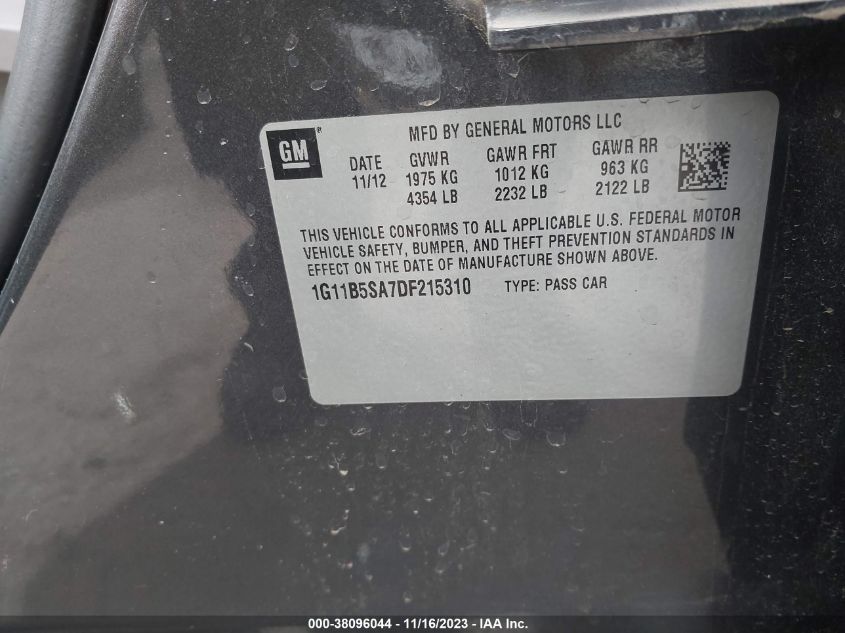 GM ®
MFD BY GENERAL MOTORS LLC
DATE GVWR GAWR FRT GAWR RR
11/12 1975 KG 1012 KG 963 KG
4354 LB 2232 LB 2122 LB
THIS VEHICLE CONFORMS TO ALL APPLICABLE U.S. FEDERAL MOTOR
VEHICLE SAFETY, BUMPER, AND THEFT PREVENTION STANDARDS IN
EFFECT ON THE DATE OF MANUFACTURE SHOWN ABOVE.
1G11B5SA7DF215310 TYPE: PASS CAR
000-38096044 - 11/16/2023 - IAA Inc.